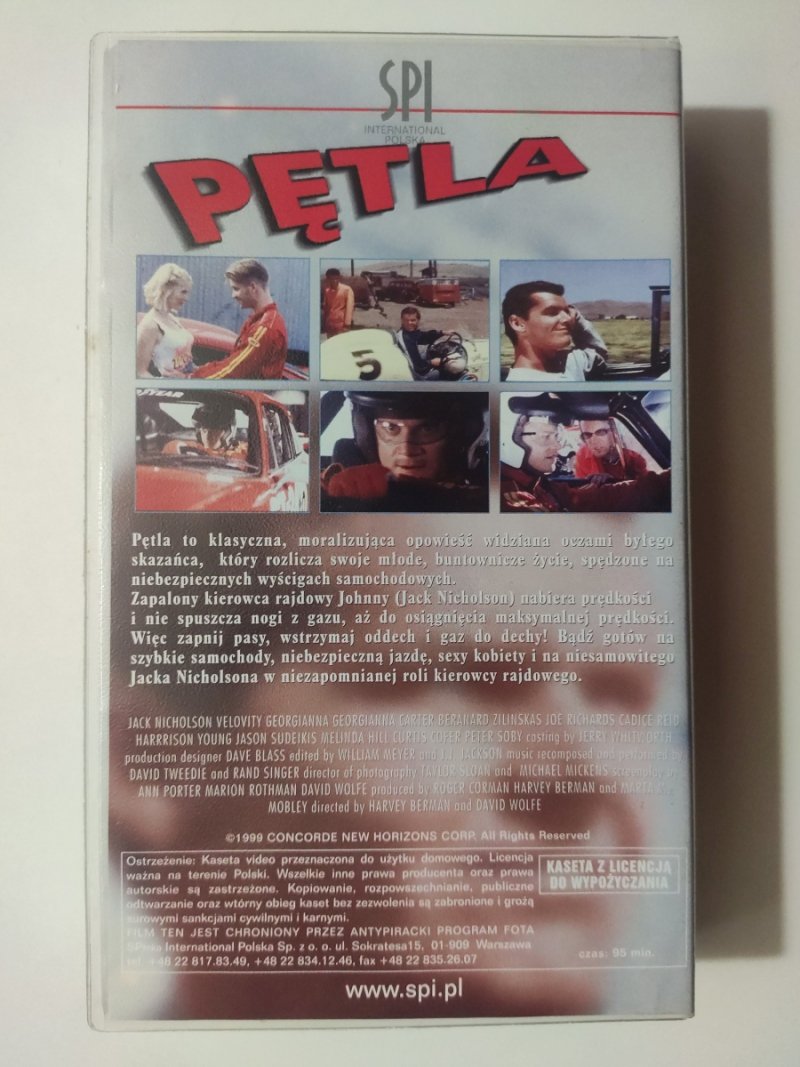 SPI
INTERNATIONAL
POLSKA
PĘTLA
5
Pętla to klasyczna, moralizująca opowieść widziana oczami byłego
skazańca, który rozlicza swoje młode, buntownicze życie, spędzone na
niebezpiecznych wyścigach samochodowych.
Zapalony kierowca rajdowy Johnny (Jack Nicholson) nabiera prędkości
i nie spuszcza nogi z gazu, aż do osiągnięcia maksymalnej prędkości.
Więc zapnij pasy, wstrzymaj oddech i gaź do dechy! Bądź gotów na
szybkie samochody, niebezpieczną jazdę, sexy kobiety i na niesamowitego
Jacka Nicholsona w niezapomnianej roli kierowcy rajdowego.
JACK NICHOLSON VELOVITY GEORGIANNA GEORGIANNA CARTER BERANARD ZILINSKAS JOE RICHARDS CADICE REID
HARRRISON YOUNG JASON SUDEIKIS MELINDA HILL CURTIS COFER PETER SOBY casting by JERRY WHITWORTH
production designer DAVE BLASS edited by WILLIAM MEYER and T.J. JACKSON music recomposed and performed by
DAVID TWEEDIE and RAND SINGER director of photography TAYLOR SLOAN and MICHAEL MICKENS screenplay by
ANN PORTER MARION ROTHMAN DAVID WOLFE produced by ROGER CORMAN HARVEY BERMAN and MARTA M.
MOBLEY directed by HARVEY BERMAN and DAVID WOLFE
©1999 CONCORDE NEW HORIZONS CORP. All Rights Reserved
Ostrzeżenie: Kaseta video przeznaczona do użytku domowego. Licencja
ważna na terenie Polski. Wszelkie inne prawa producenta oraz prawa
autorskie są zastrzeżone. Kopiowanie, rozpowszechnianie, publiczne
odtwarzanie oraz wtórny obieg kaset bez zezwolenia są zabronione i grożą
surowymi sankcjami cywilnymi i karnymi.
FILM TEN JEST CHRONIONY PRZEZ ANTYPIRACKI PROGRAM FOTA
International Polska Sp. z o. o. ul. Sokratesa15, 01-909 Warszawa
tel. +48 22 817.83.49, +48 22 834.12.46, fax +48 22 835.26.07
KASETA Z LICENCJĄ
DO WYPOŻYCZANIA
czas: 95 min.
www.spi.pl